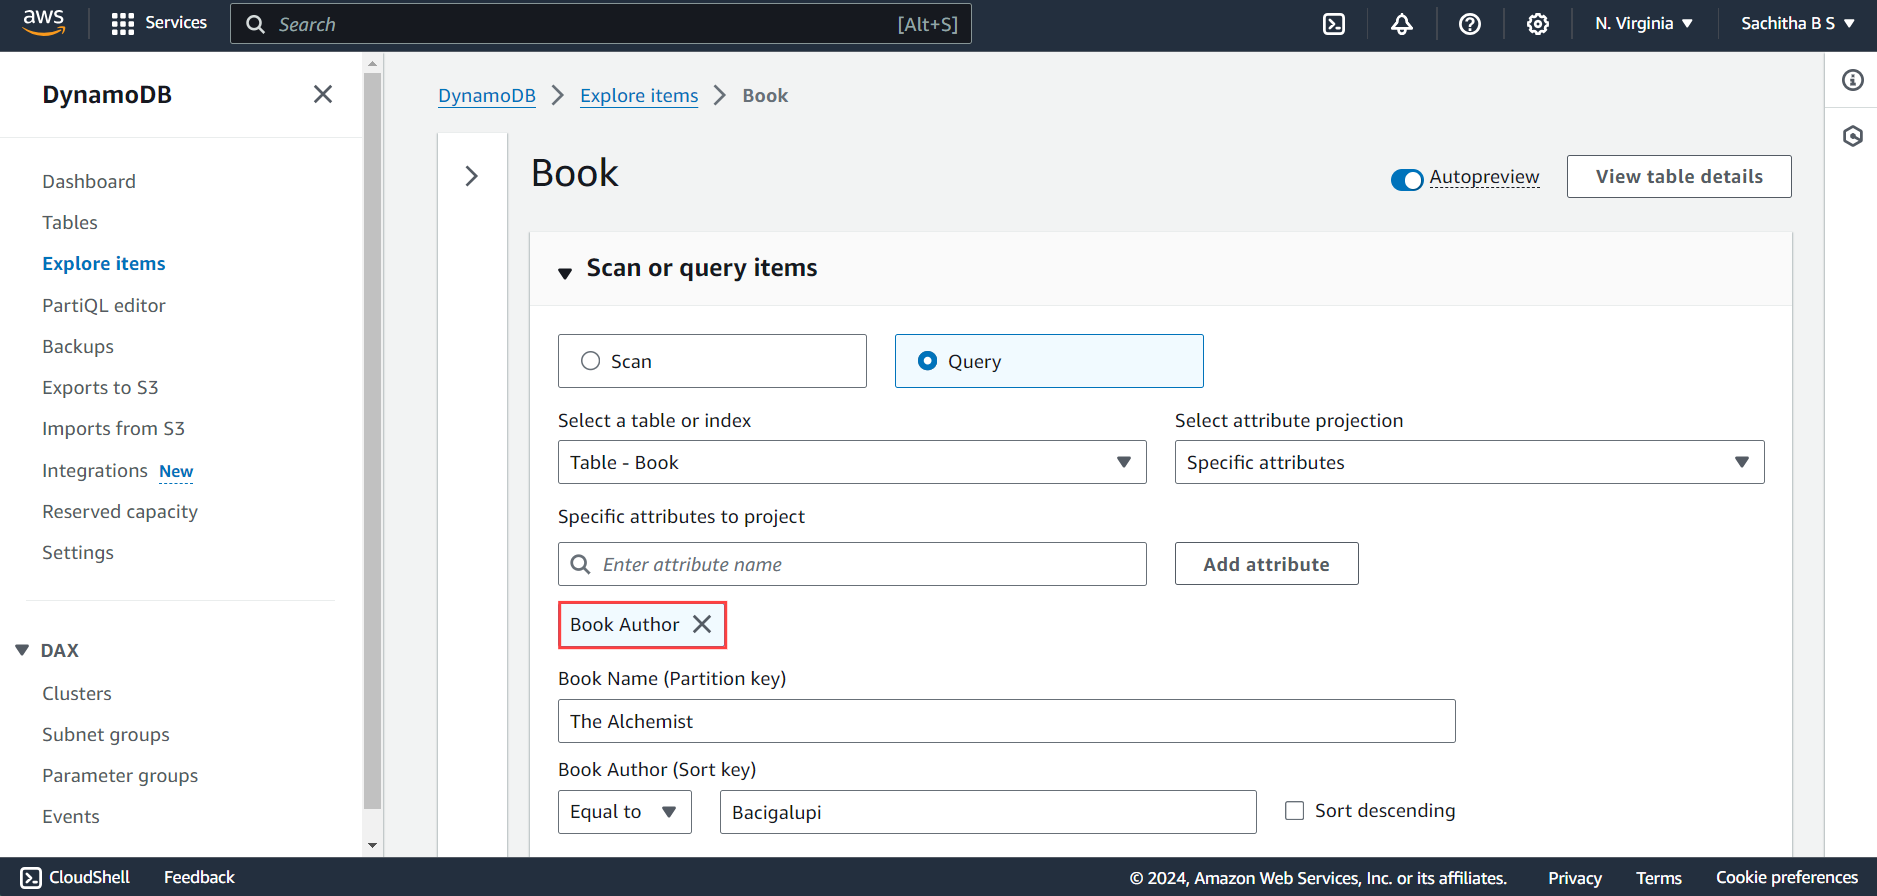 aws
Services
Search [Alt+S]
N. Virginia
Sachitha B S
DynamoDB
Dashboard
Tables
Explore items
PartiQL editor
Backups
Exports to S3
Imports from S3
Integrations New
Reserved capacity
Settings
DAX
Clusters
Subnet groups
Parameter groups
Events
DynamoDB
Explore items
Book
Book
Autopreview
View table details
Scan or query items
Scan
Query
Select a table or index
Table - Book
Select attribute projection
Specific attributes
Specific attributes to project
Enter attribute name
Add attribute
Book Author
Book Name (Partition key)
The Alchemist
Book Author (Sort key)
Equal to
Bacigalupi
Sort descending
CloudShell
Feedback
© 2024, Amazon Web Services, Inc. or its affiliates.
Privacy
Terms
Cookie preferences